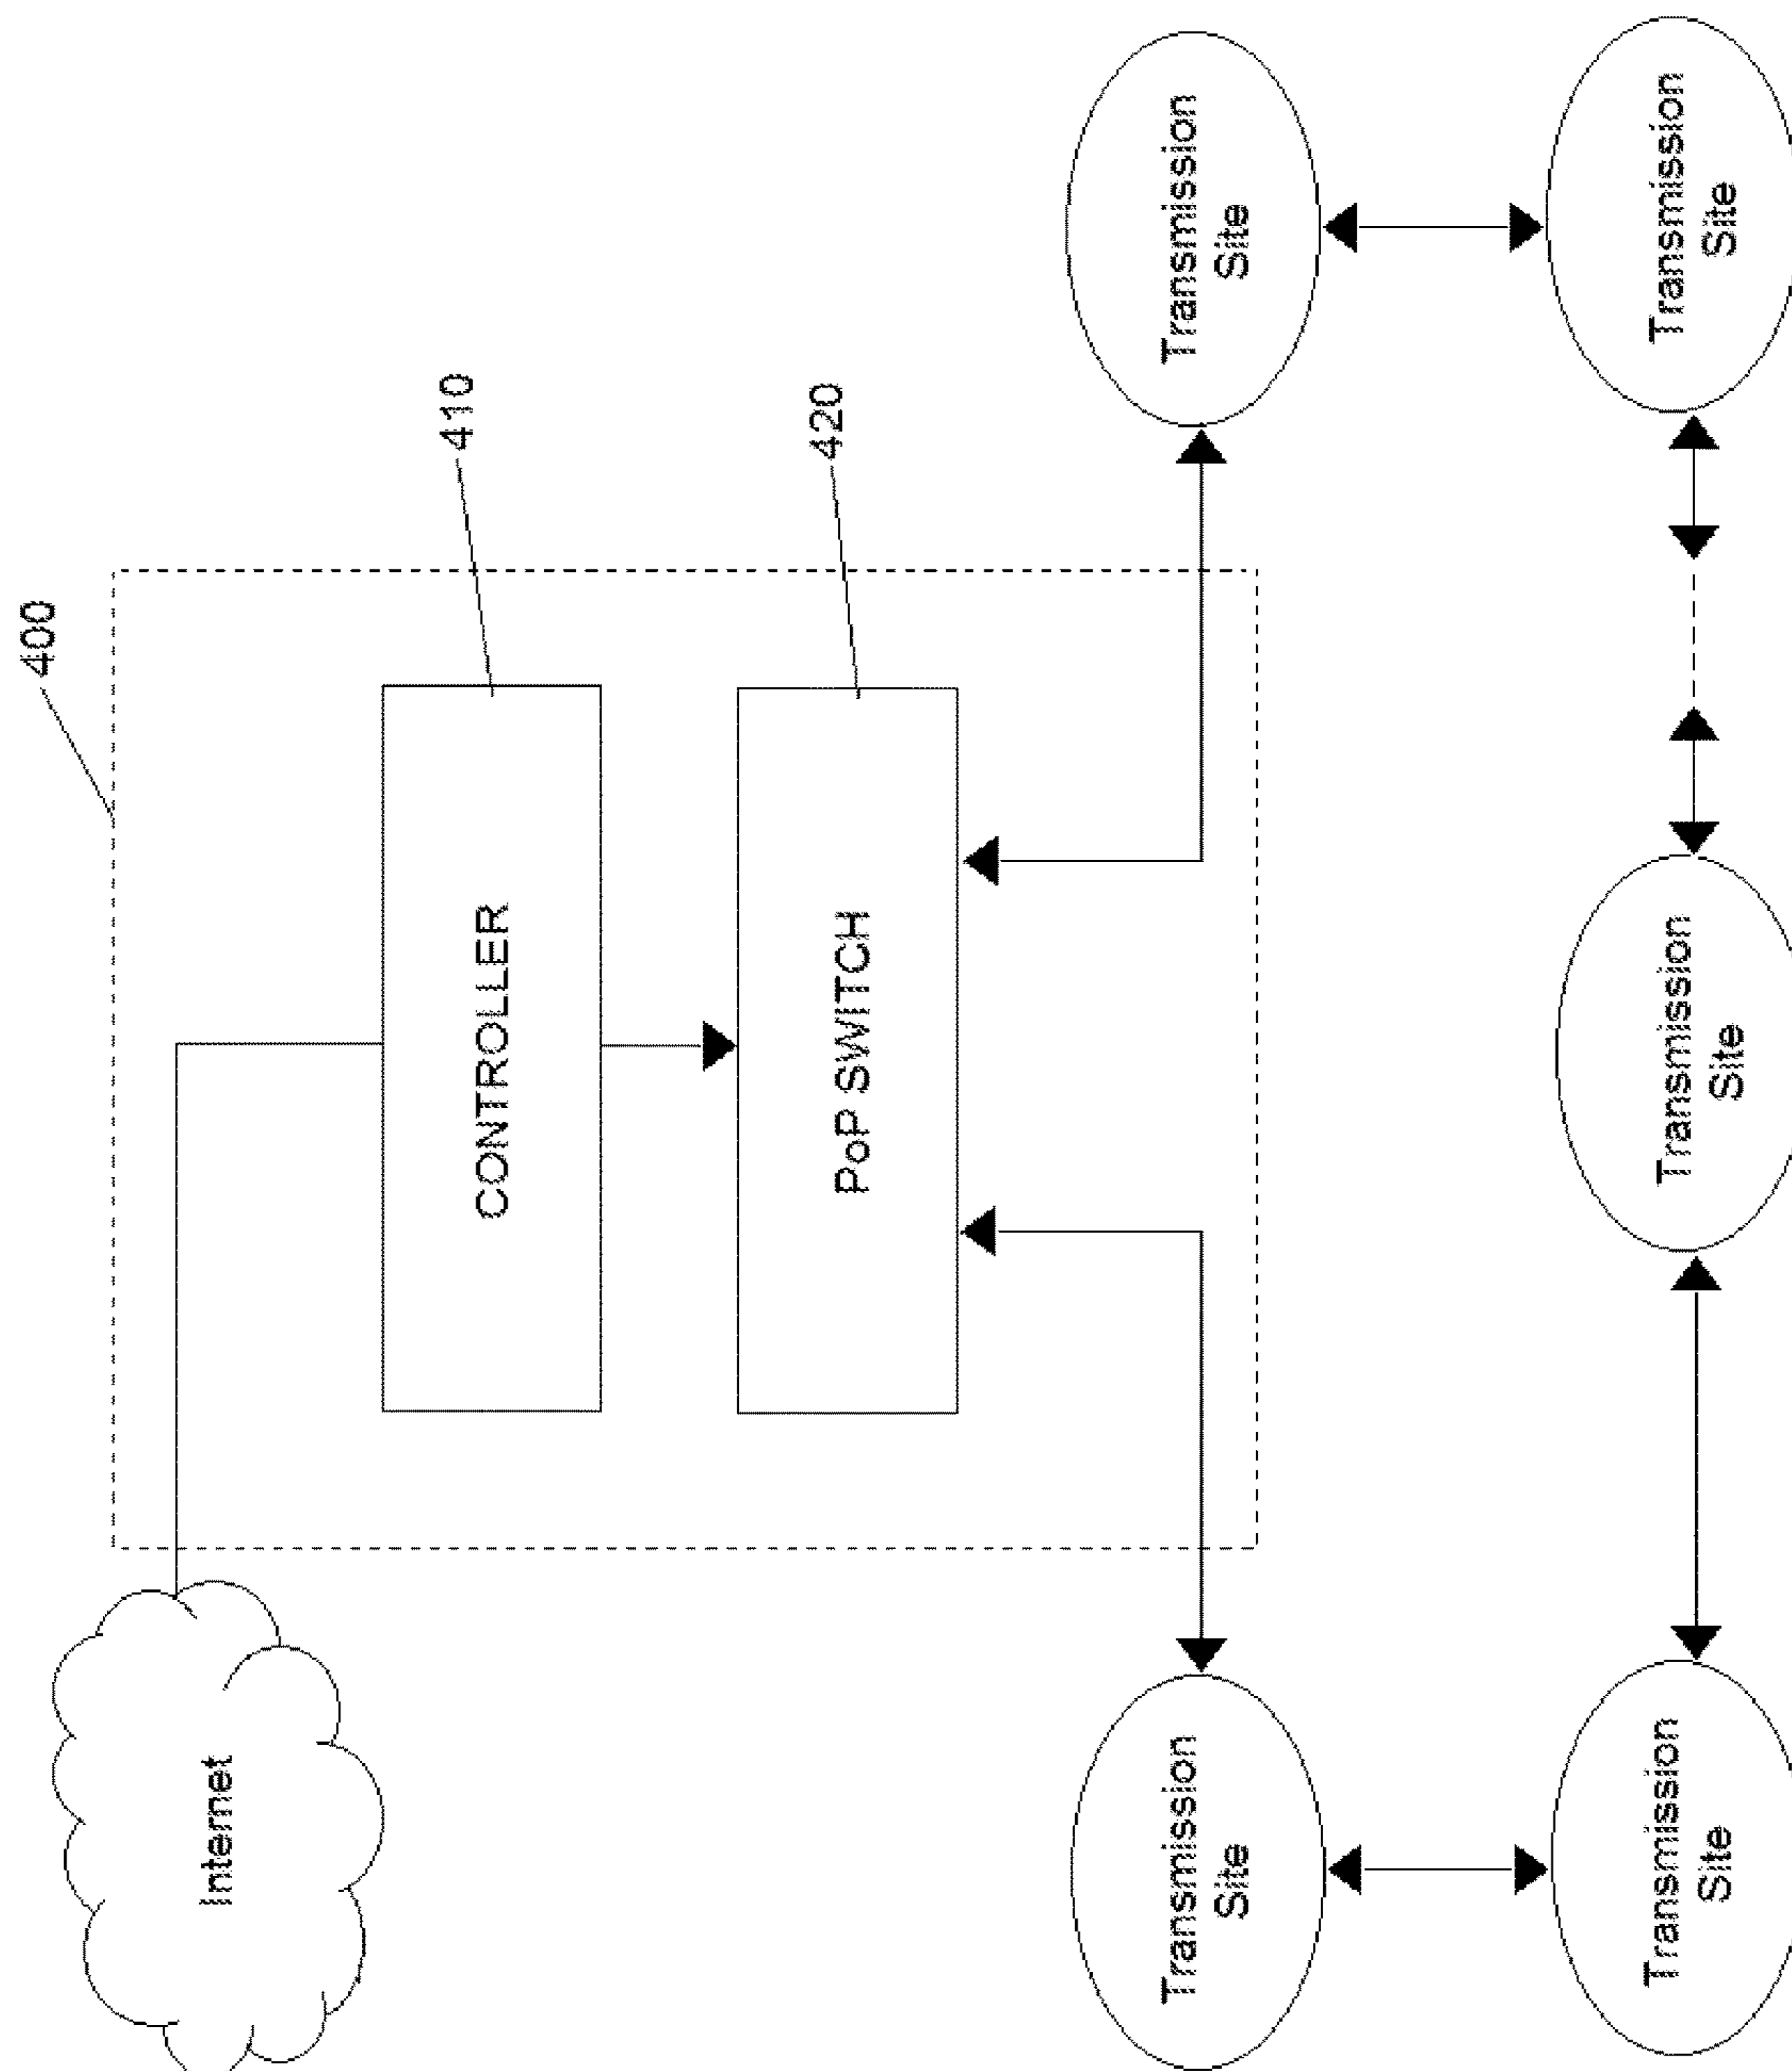 400
Internet
410
CONTROLLER
420
PoP SWITCH
Transmission
Site
Transmission
Site
Transmission
Site
Transmission
Site
Transmission
Site